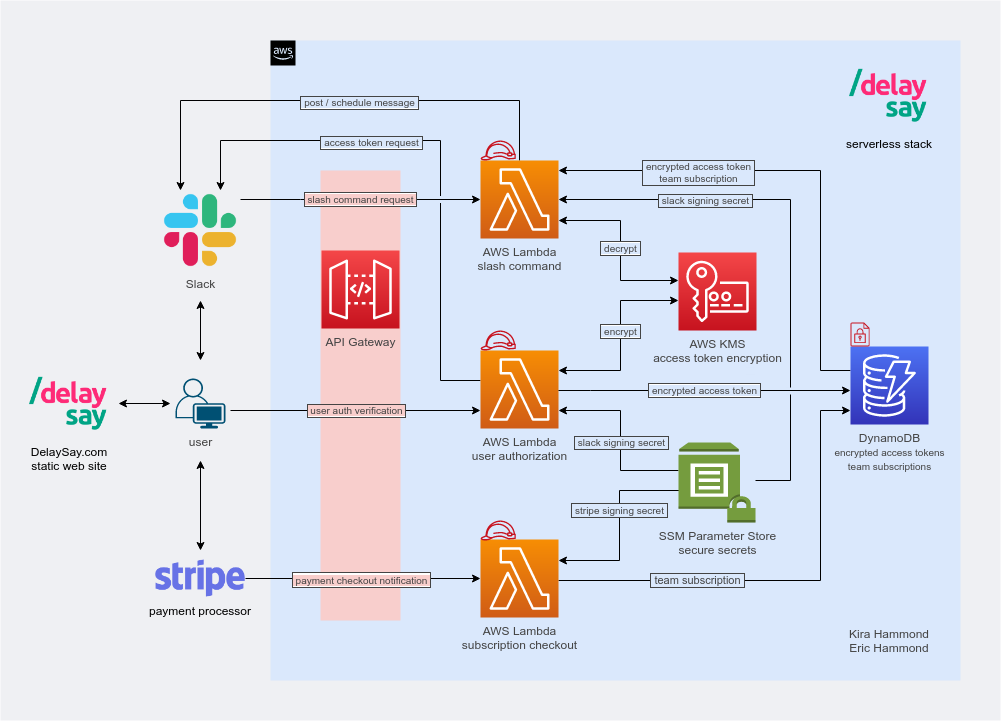 aws
/delay
say
serverless stack
post / schedule message
access token request
slash command request
encrypted access token
team subscription
slack signing secret
AWS Lambda
slash command
decrypt
Slack
</>
API Gateway
encrypt
AWS KMS
access token encryption
/delay
say
DelaySay.com
static web site
user
user auth verification
AWS Lambda
user authorization
encrypted access token
DynamoDB
encrypted access tokens
team subscriptions
slack signing secret
stripe signing secret
SSM Parameter Store
secure secrets
stripe
payment processor
payment checkout notification
team subscription
AWS Lambda
subscription checkout
Kira Hammond
Eric Hammond